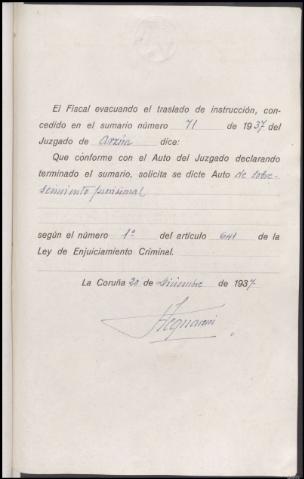 El Fiscal evacuando el traslado de instrucción, con-
cedido en el sumario número 71 de 1937 del
Juzgado de Arzúa dice:
Que conforme con el Auto del Juzgado declarando
terminado el sumario, solicita se dicte Auto de sobre-
seimiento provisional
según el número 1º del artículo 641 de la
Ley de Enjuiciamiento Criminal.
La Coruña 20 de Diciembre de 1937